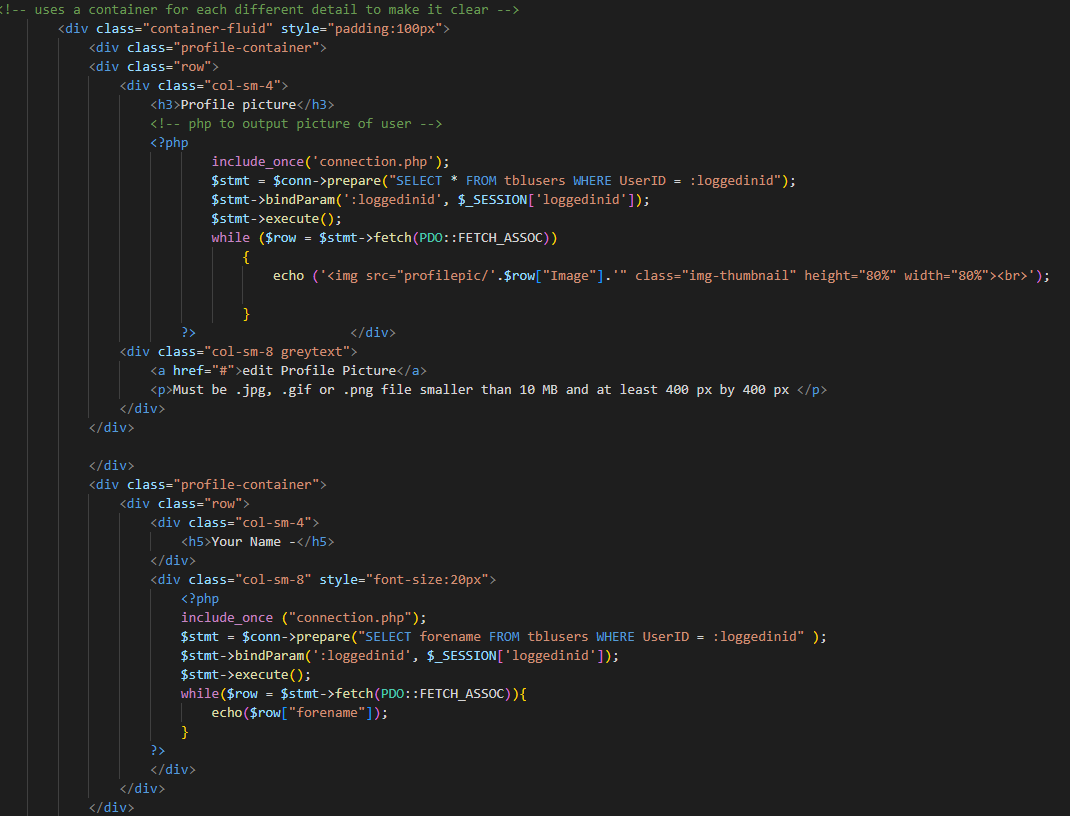 <!-- uses a container for each different detail to make it clear -->
<div class="container-fluid" style="padding:100px">
<div class="profile-container">
<div class="row">
<div class="col-sm-4">
<h3>Profile picture</h3>
<!-- php to output picture of user -->
<?php
include_once('connection.php');
$stmt = $conn->prepare("SELECT * FROM tblusers WHERE UserID = :loggedinid");
$stmt->bindParam(':loggedinid', $_SESSION['loggedinid']);
$stmt->execute();
while ($row = $stmt->fetch(PDO::FETCH_ASSOC))
{
echo ('<img src="profilepic/'.$row["Image"].'" class="img-thumbnail" height="80%" width="80%"><br>');
}
?> </div>
<div class="col-sm-8 greytext">
<a href="#">edit Profile Picture</a>
<p>Must be .jpg, .gif or .png file smaller than 10 MB and at least 400 px by 400 px </p>
</div>
</div>
</div>
<div class="profile-container">
<div class="row">
<div class="col-sm-4">
<h5>Your Name -</h5>
</div>
<div class="col-sm-8" style="font-size:20px">
<?php
include_once ("connection.php");
$stmt = $conn->prepare("SELECT forename FROM tblusers WHERE UserID = :loggedinid" );
$stmt->bindParam(':loggedinid', $_SESSION['loggedinid']);
$stmt->execute();
while($row = $stmt->fetch(PDO::FETCH_ASSOC)){
echo($row["forename"]);
}
?>
</div>
</div>
</div>